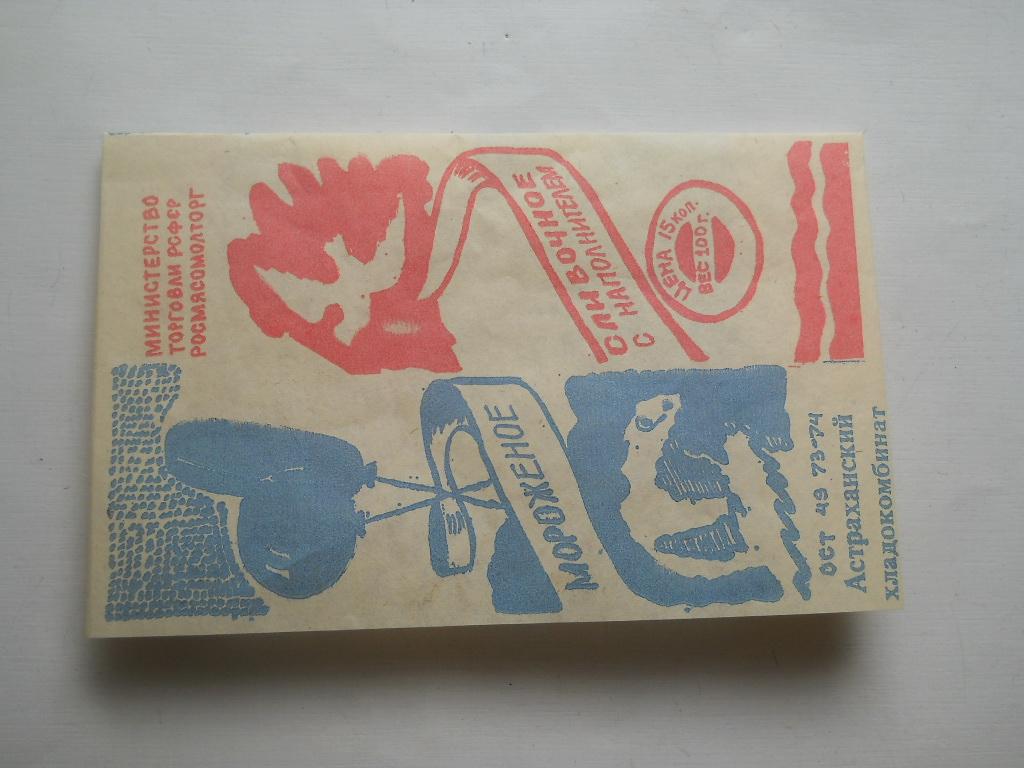 МИНИСТЕРСТВО
ТОРГОВЛИ РСФСР
РОСМЯСОМОЛТОРГ
МОРОЖЕНОЕ
СЛИВОЧНОЕ
С НАПОЛНИТЕЛЕМ
ЦЕНА 15 КОП.
ВЕС 100 Г.
ОСТ 49 73-74
Астраханский
хладокомбинат